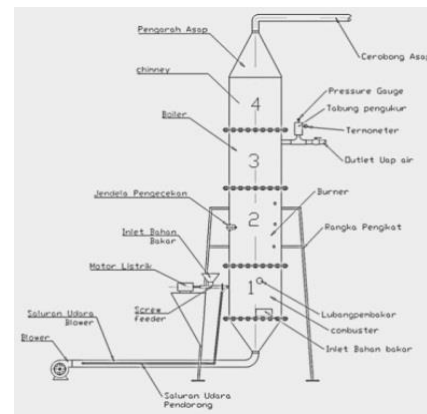 Pengarah Asap
Cerobong Asap
chinney
4
Pressure Gauge
Tabung pengukur
Termometer
Boiler
3
Outlet Uap air
Jendela Pengecekan
2
Burner
Inlet Bahan
Bakar
Rangka Pengikat
Motor Listrik
1
Saluran Udara
Blower
Screw
feeder
Lubangpembakar
conbuster
Blower
Inlet Bahan bakar
Saluran Udara
Pendorong